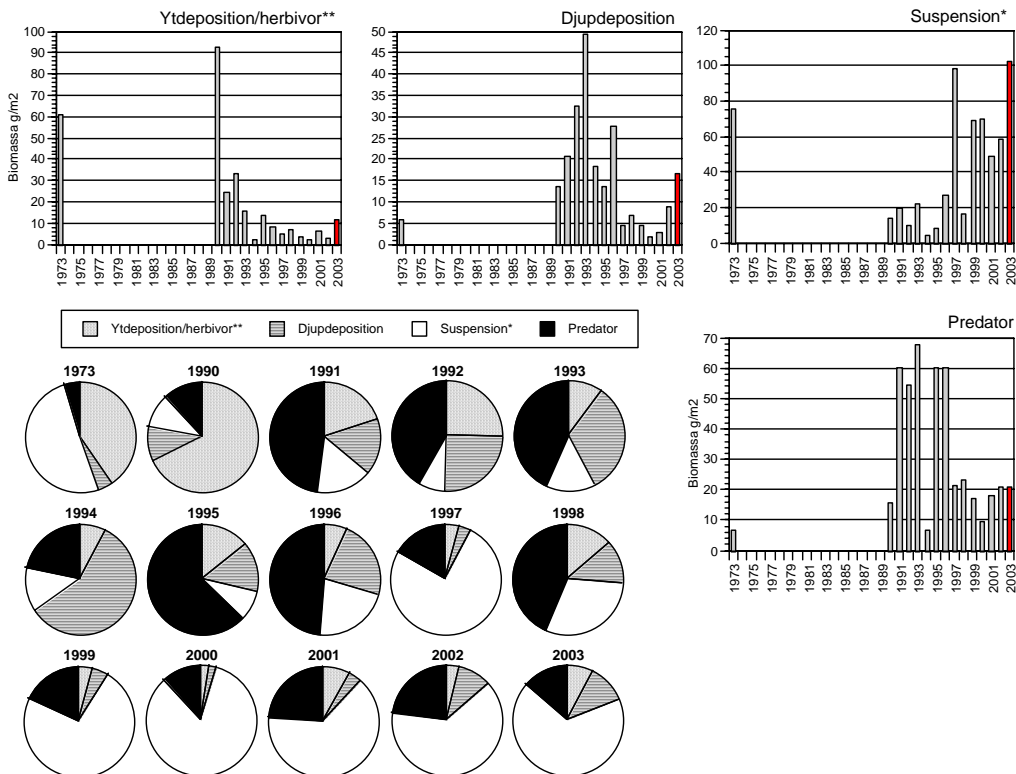 Ytdeposition/herbivor**
Biomassa g/m2
100
90
80
70
60
50
40
30
20
10
0
1973 1975 1977 1979 1981 1983 1985 1987 1989 1991 1993 1995 1997 1999 2001 2003
Djupdeposition
50
45
40
35
30
25
20
15
10
5
0
1973 1975 1977 1979 1981 1983 1985 1987 1989 1991 1993 1995 1997 1999 2001 2003
Suspension*
120
100
80
60
40
20
0
1973 1975 1977 1979 1981 1983 1985 1987 1989 1991 1993 1995 1997 1999 2001 2003
Ytdeposition/herbivor** Djupdeposition Suspension* Predator
1973 1990 1991 1992 1993
1994 1995 1996 1997 1998
1999 2000 2001 2002 2003
Predator
Biomassa g/m2
70
60
50
40
30
20
10
0
1973 1975 1977 1979 1981 1983 1985 1987 1989 1991 1993 1995 1997 1999 2001 2003